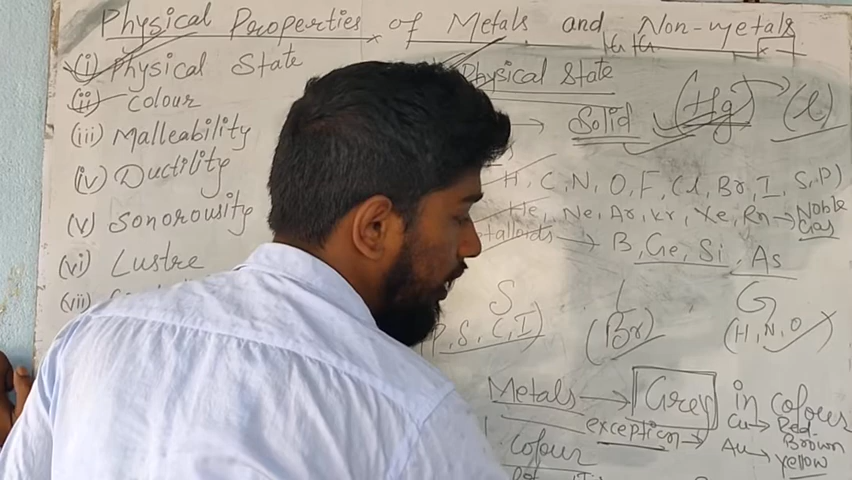 Physical Properties of Metals and Non-metals
(i) Physical State
(ii) colour
(iii) Malleability
(iv) Ductility
(v) Sonorousity
(vi) Lustre
(vii)
Physical State
→ Solid (Hg) (l)
H, C, N, O, F, Cl, Br, I, S, P)
He, Ne, Ar, Kr, Xe, Rn → Noble Gas
→ B, Ge, Si, As
S l G
P, S, C, I) (Br) (H, N, O)
Metals → Grey in colour
exception → Cu → Red Brown
Au → Yellow
colour